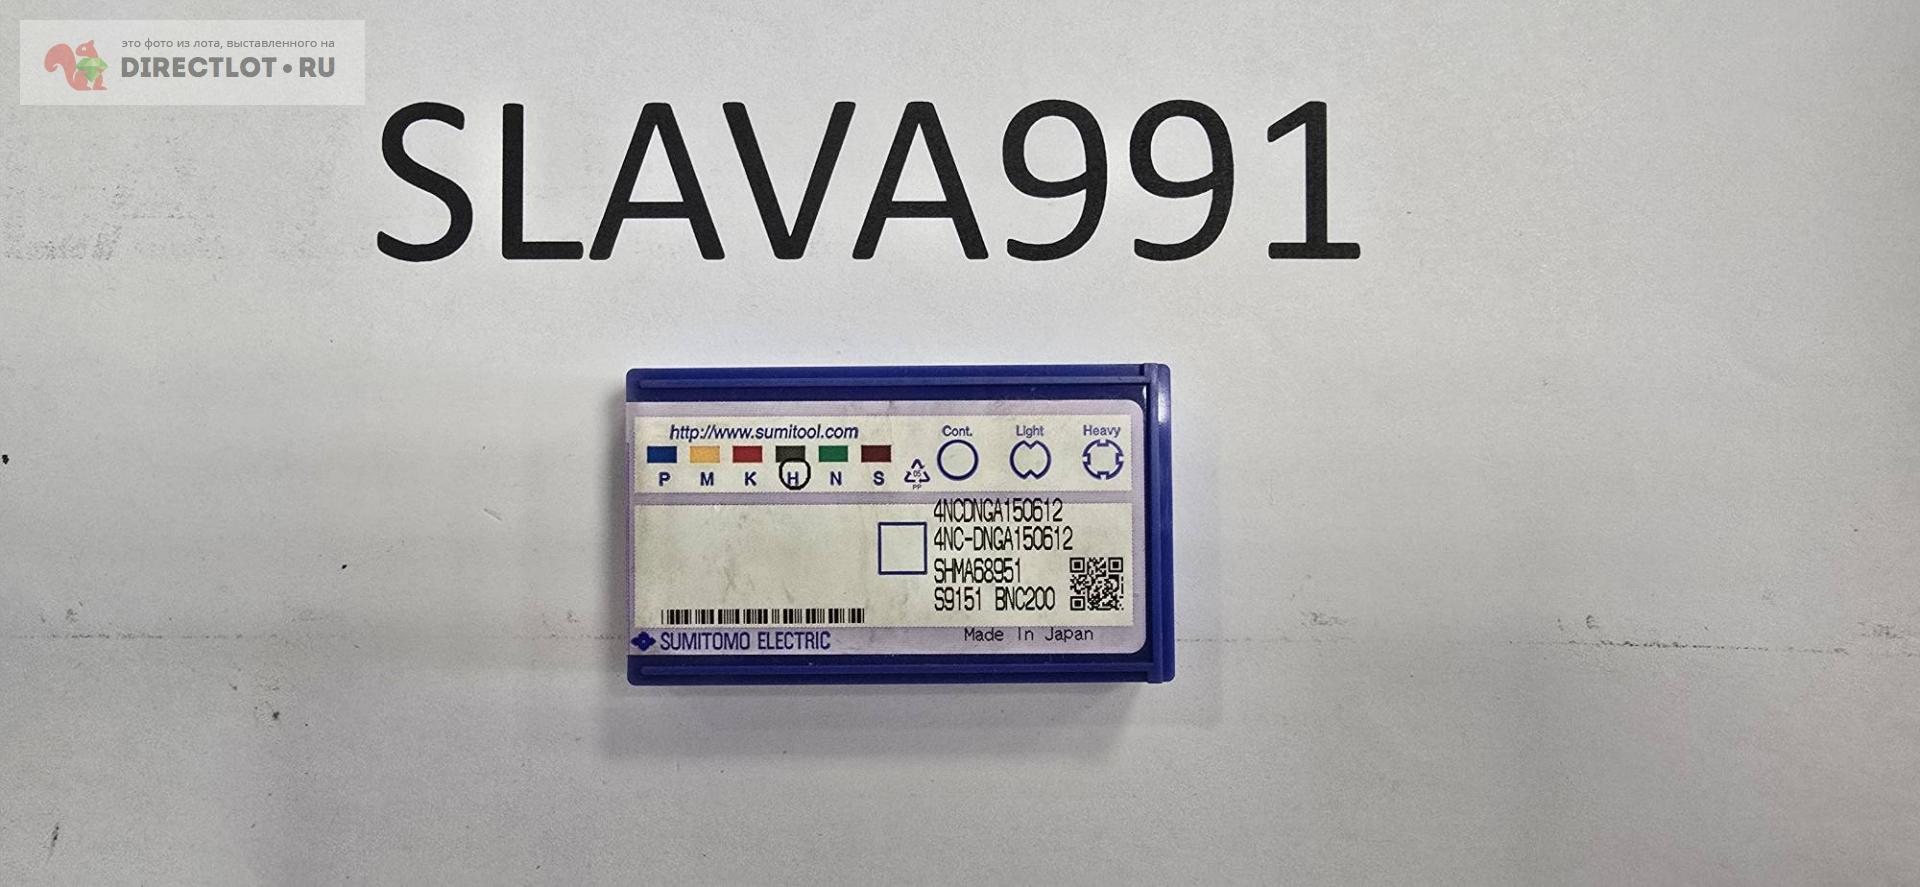 это фото из лота, выставленного на
DIRECTLOT•RU
SLAVA991
http://www.sumitool.com
P M K H N S
05
PP
Cont. Light Heavy
4NCDNGA150612
4NC-DNGA150612
SHMA68951
S9151 BNC200
SUMITOMO ELECTRIC
Made In Japan